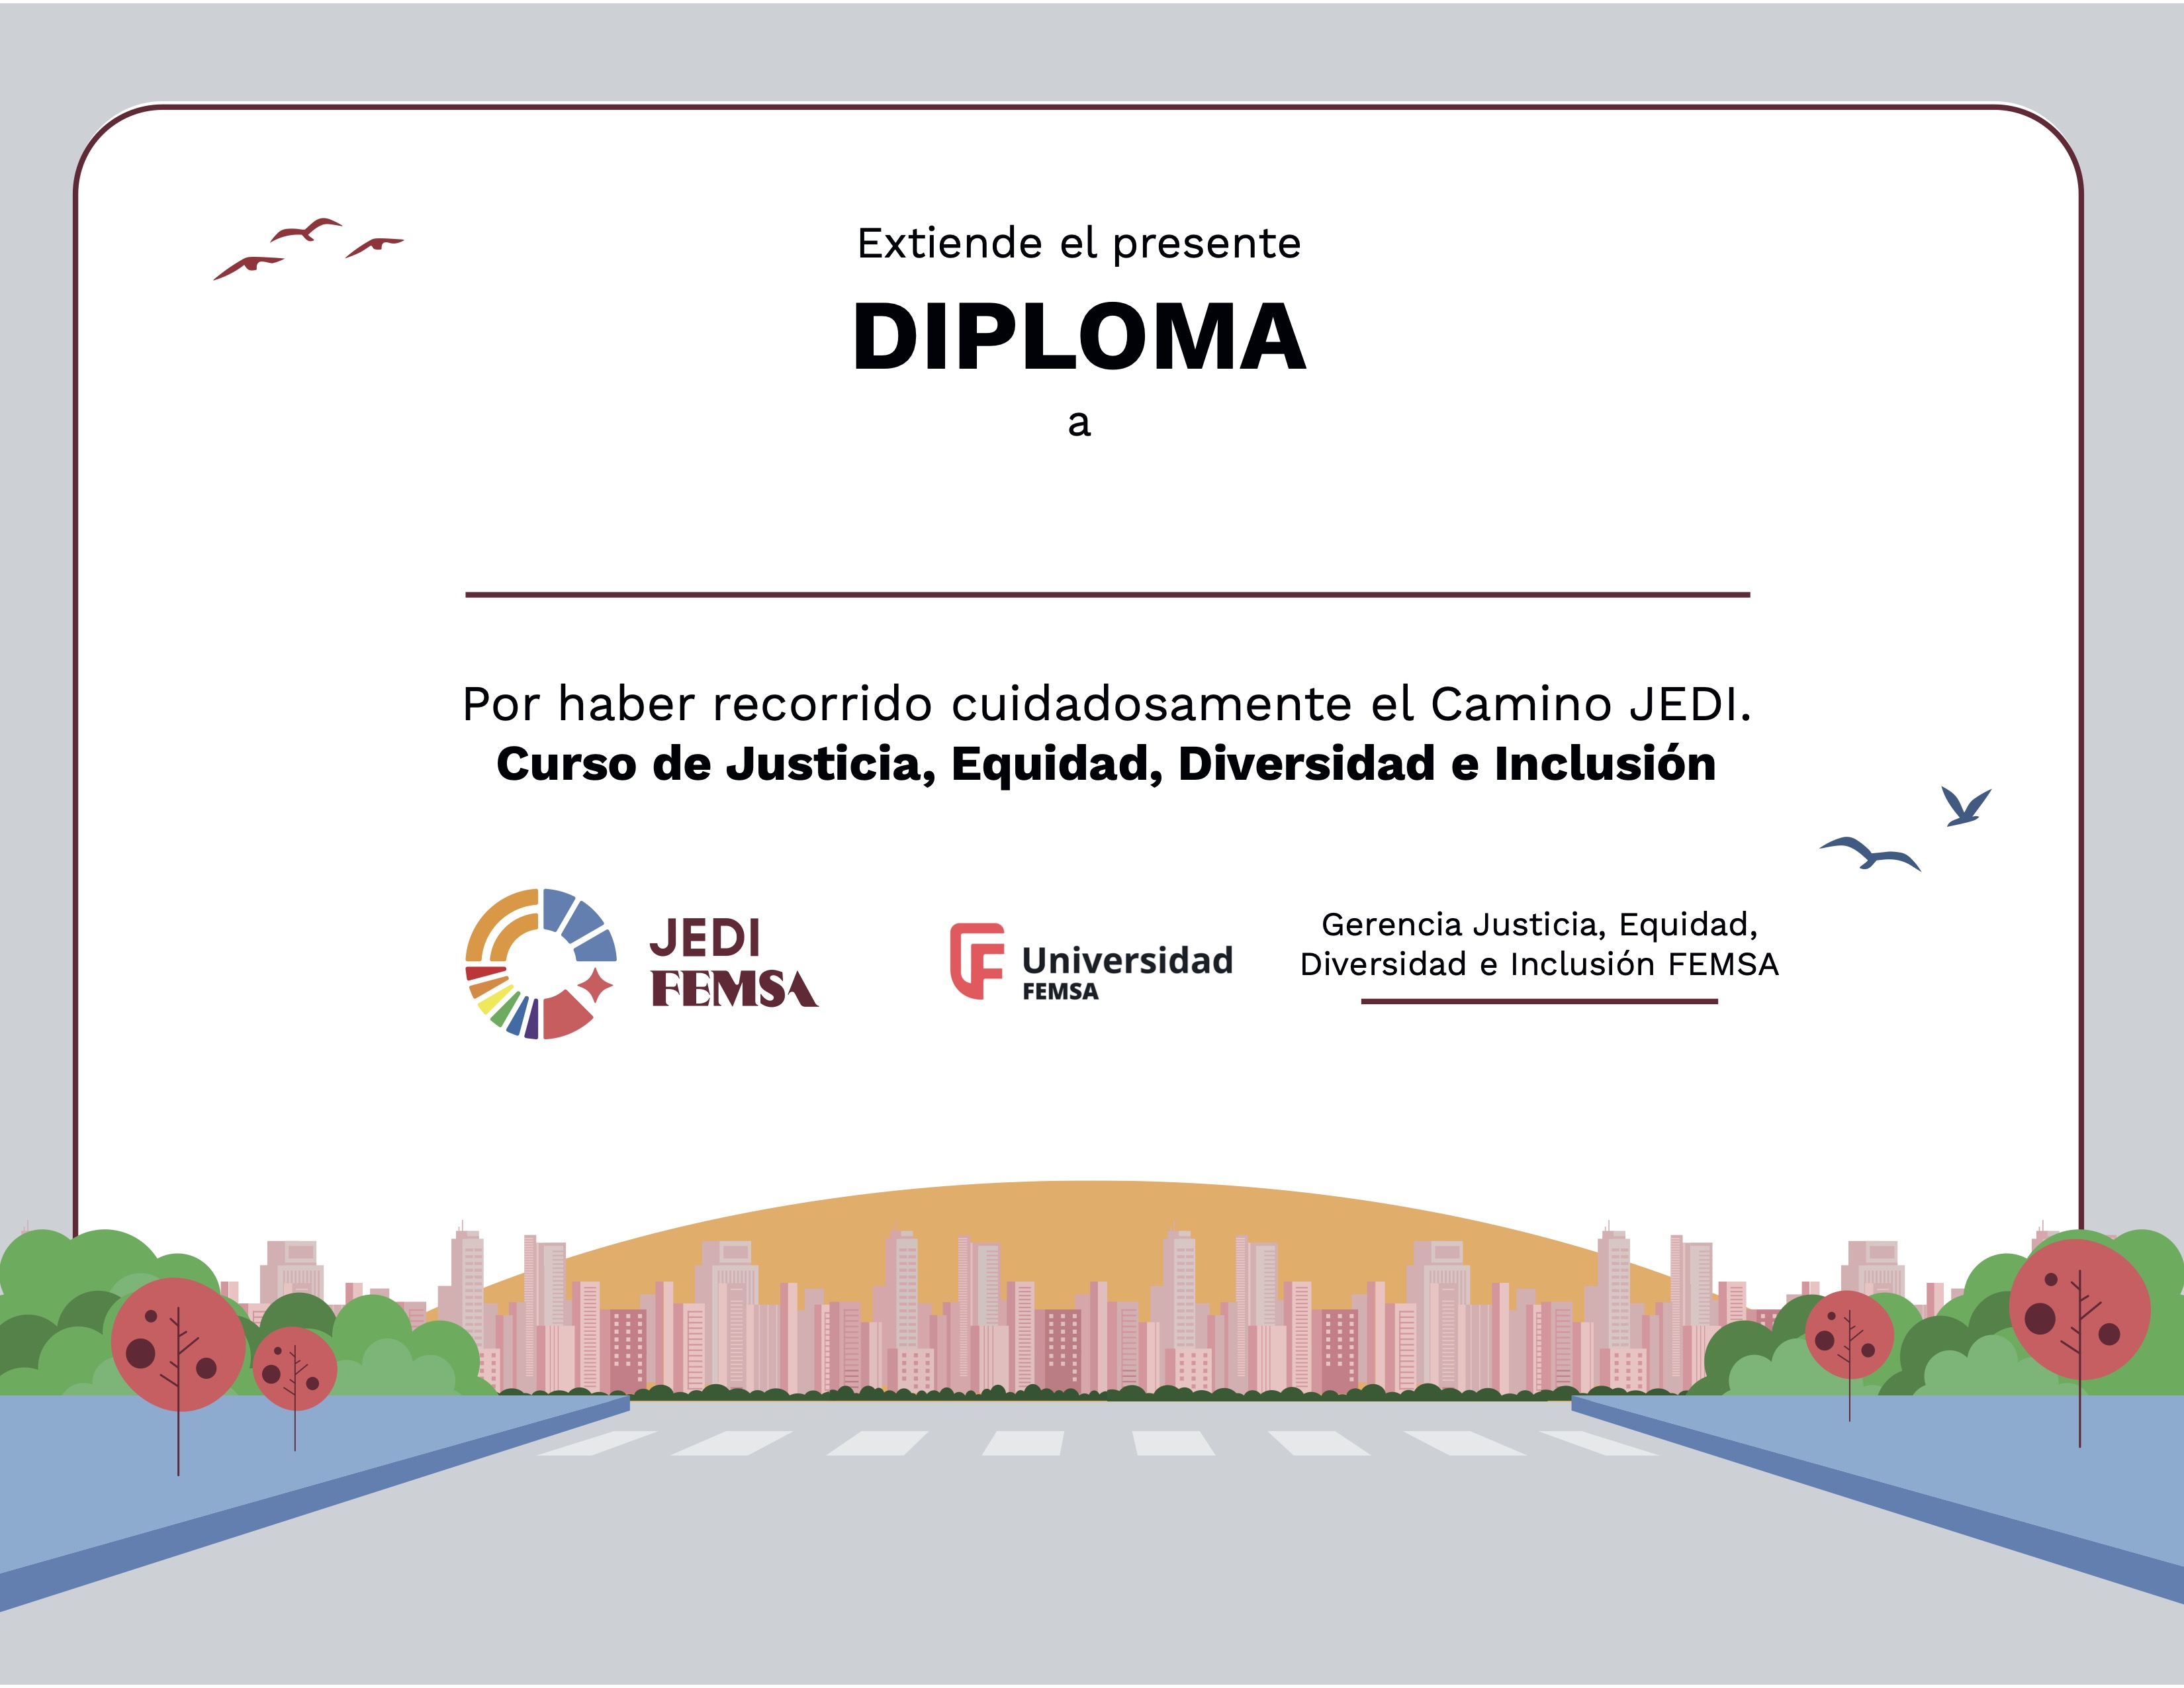 Extiende el presente
DIPLOMA
a
Por haber recorrido cuidadosamente el Camino JEDI.
Curso de Justicia, Equidad, Diversidad e Inclusión
JEDI
FEMSA
Universidad
FEMSA
Gerencia Justicia, Equidad,
Diversidad e Inclusión FEMSA